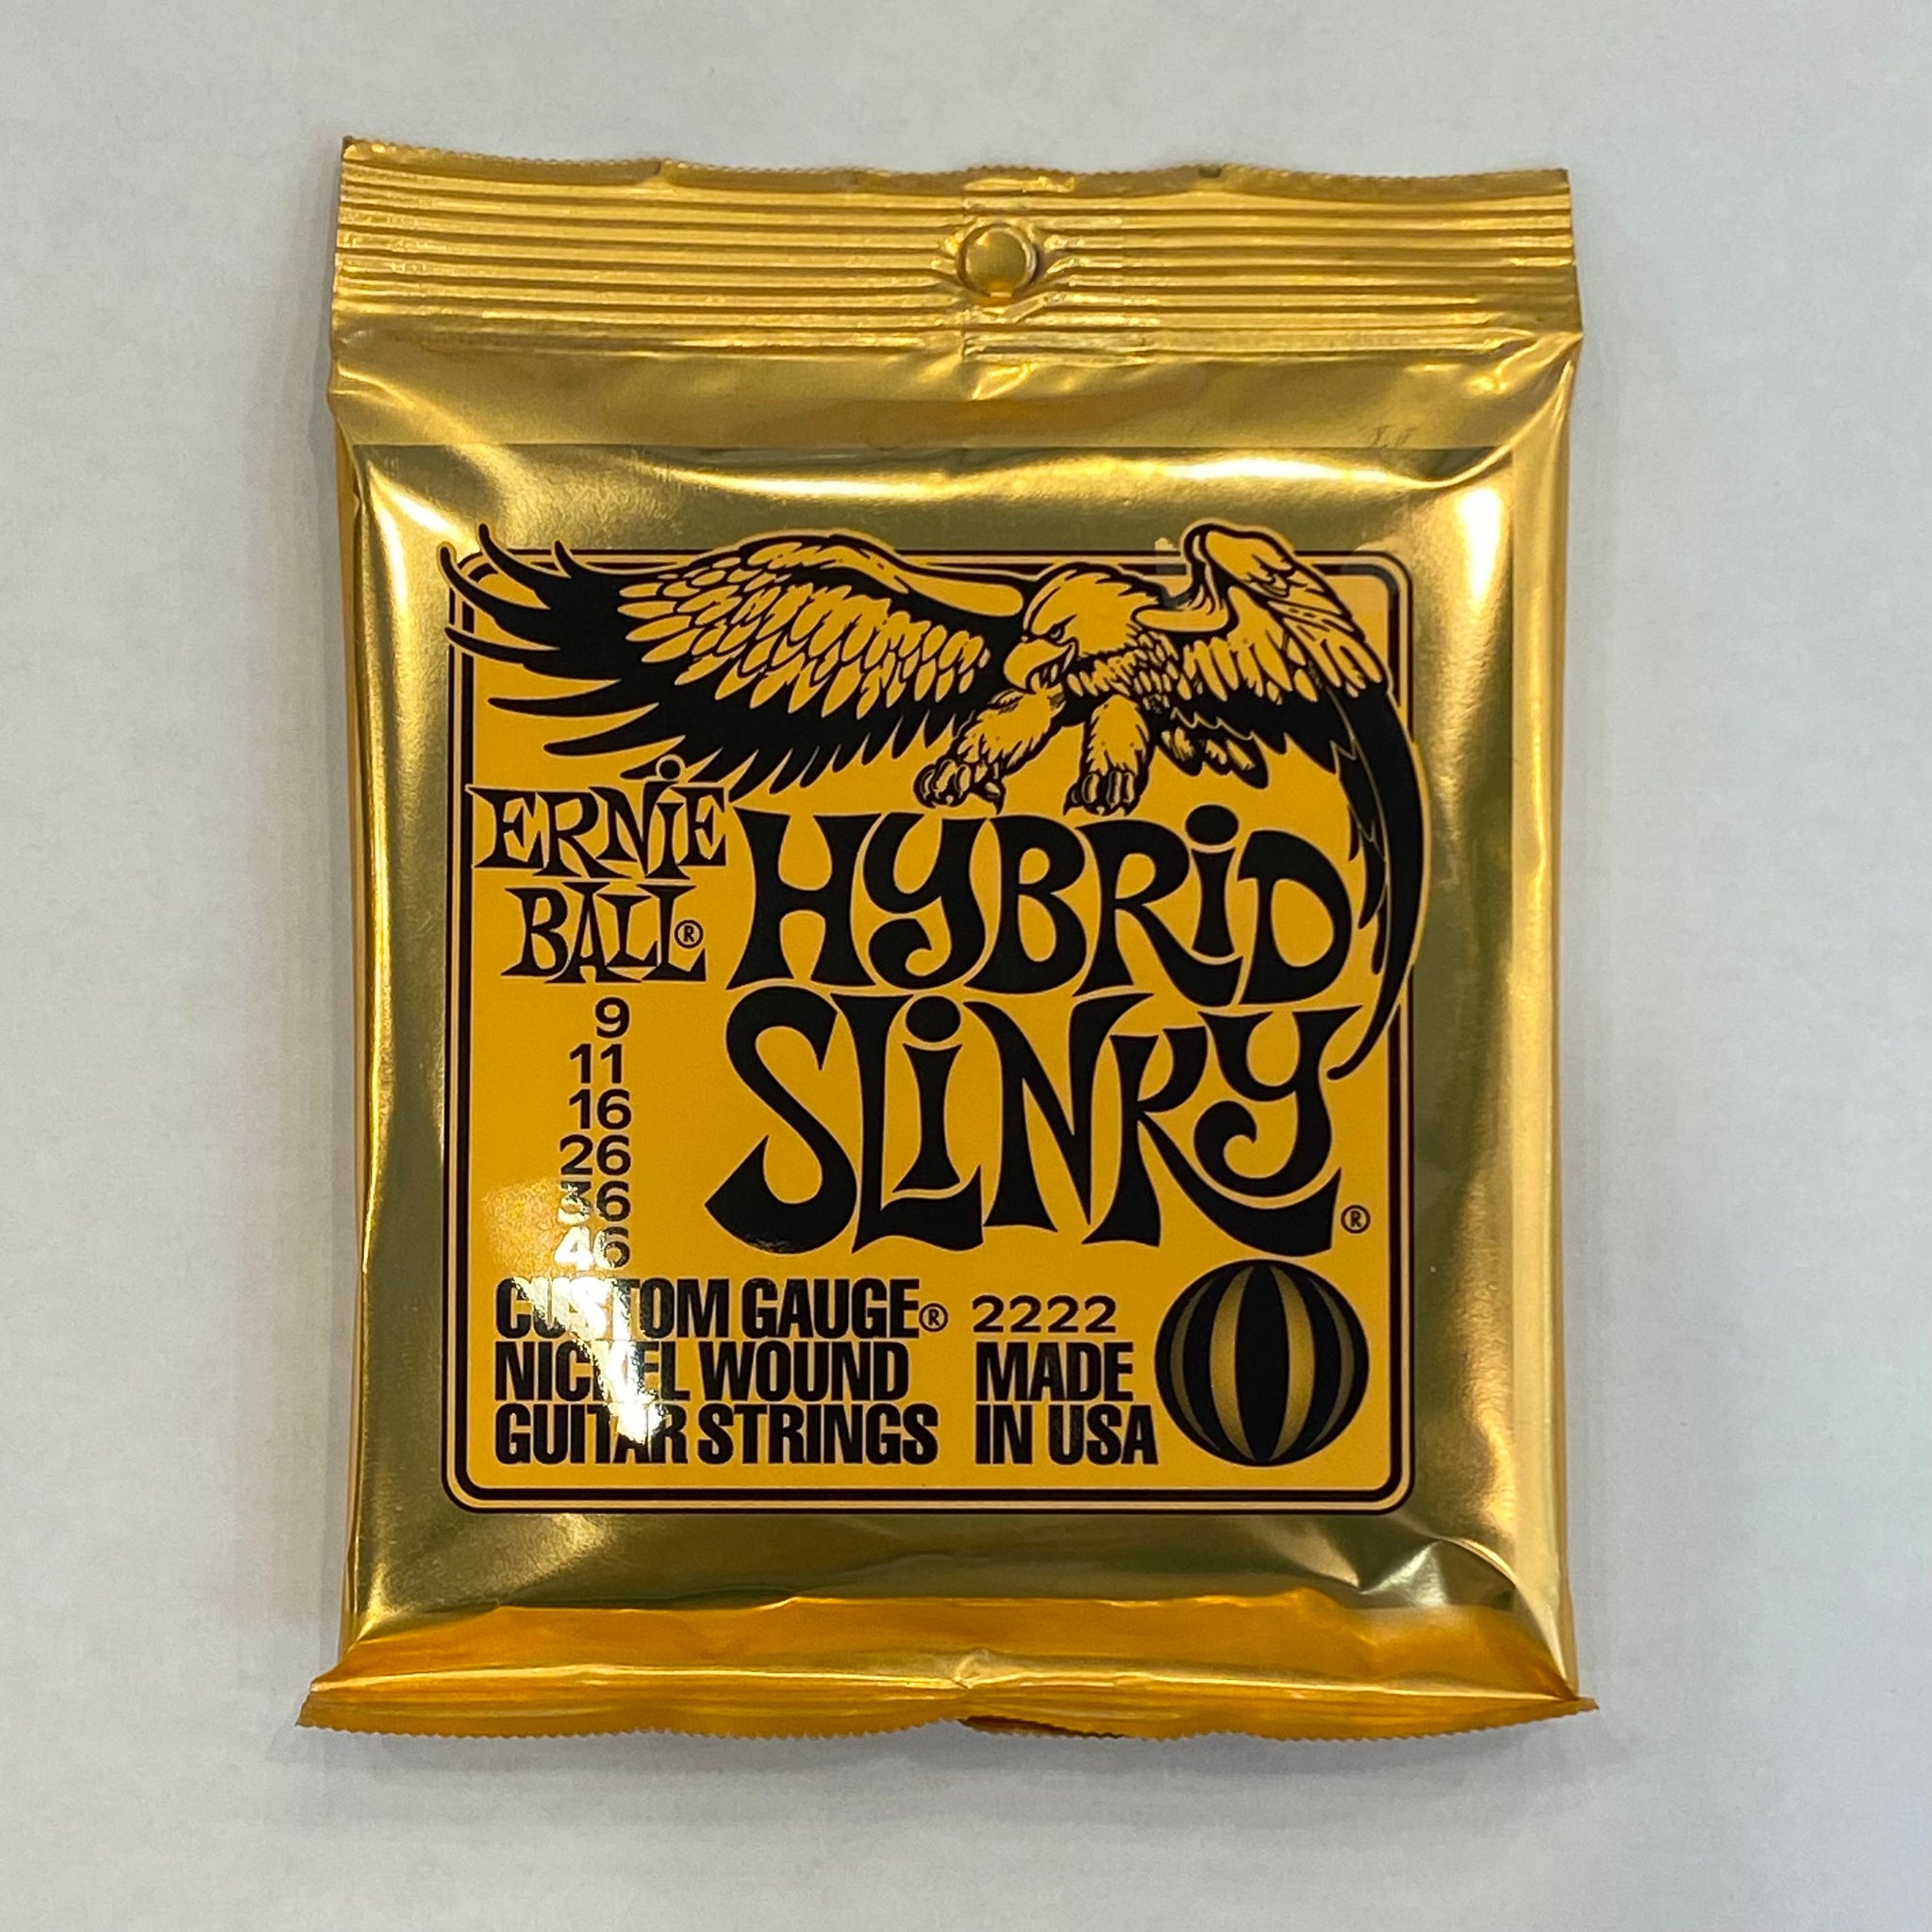 ERNiE
BALL®
HYBRiD
SLiNKY®
9
11
16
26
36
46
CUSTOM GAUGE®
NICKEL WOUND
GUITAR STRINGS
2222
MADE
IN USA